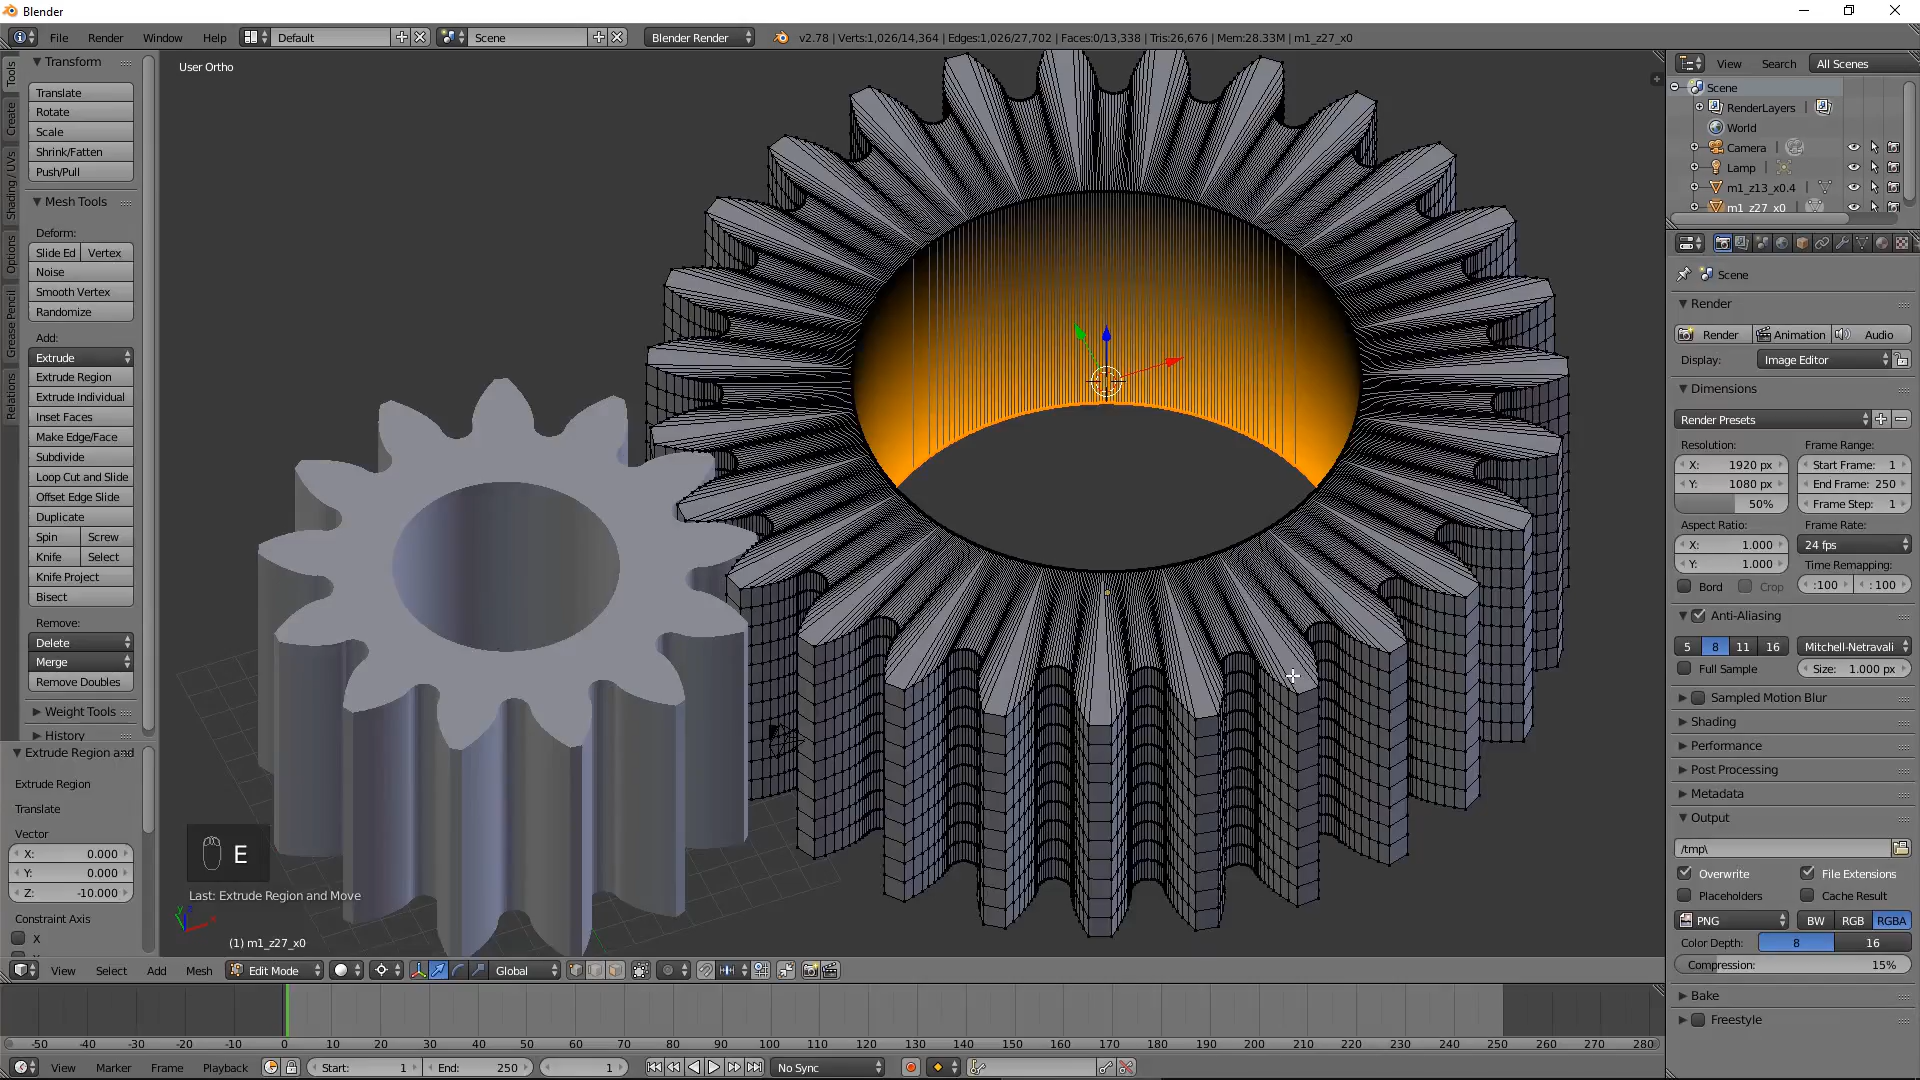 Blender
File Render Window Help Default Scene Blender Render v2.78 | Verts:1,026/14,364 | Edges:1,026/27,702 | Faces:0/13,338 | Tris:26,676 | Mem:28.33M | m1_z27_x0
User Ortho
Tools
Create
Shading / UVs
Options
Grease Pencil
Relations
Transform
Translate
Rotate
Scale
Shrink/Fatten
Push/Pull
Mesh Tools
Deform:
Slide Ed Vertex
Noise
Smooth Vertex
Randomize
Add:
Extrude
Extrude Region
Extrude Individual
Inset Faces
Make Edge/Face
Subdivide
Loop Cut and Slide
Offset Edge Slide
Duplicate
Spin Screw
Knife Select
Knife Project
Bisect
Remove:
Delete
Merge
Remove Doubles
Weight Tools
History
Extrude Region and
Extrude Region
Translate
Vector
X: 0.000
Y: 0.000
Z: -10.000
Constraint Axis
X
E
Last: Extrude Region and Move
(1) m1_z27_x0
View Select Add Mesh Edit Mode Global
-50 -40 -30 -20 -10 0 10 20 30 40 50 60 70 80 90 100 110 120 130 140 150 160 170 180 190 200 210 220 230 240 250 260 270 280
View Marker Frame Playback Start: 1 End: 250 1 No Sync
View Search All Scenes
Scene
RenderLayers |
World
Camera
Lamp
m1_z13_x0.4
m1_z27_x0
Scene
Render
Render Animation Audio
Display: Image Editor
Dimensions
Render Presets
Resolution: Frame Range:
X: 1920 px Start Frame: 1
Y: 1080 px End Frame: 250
50% Frame Step: 1
Aspect Ratio: Frame Rate:
X: 1.000 24 fps
Y: 1.000 Time Remapping:
Bord Crop :100 : 100
Anti-Aliasing
5 8 11 16 Mitchell-Netravali
Full Sample Size: 1.000 px
Sampled Motion Blur
Shading
Performance
Post Processing
Metadata
Output
/tmp\
Overwrite File Extensions
Placeholders Cache Result
PNG BW RGB RGBA
Color Depth: 8 16
Compression: 15%
Bake
Freestyle